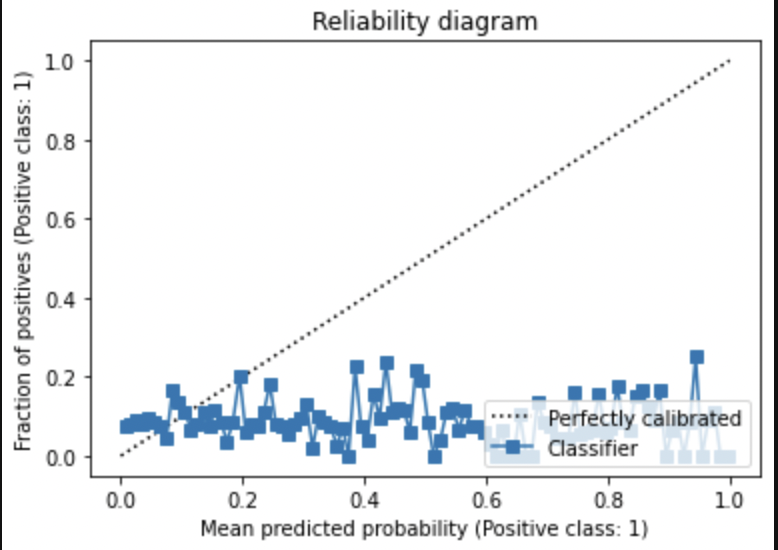 Reliability diagram
Fraction of positives (Positive class: 1)
1.0
0.8
0.6
0.4
0.2
0.0
Perfectly calibrated
Classifier
0.0 0.2 0.4 0.6 0.8 1.0
Mean predicted probability (Positive class: 1)